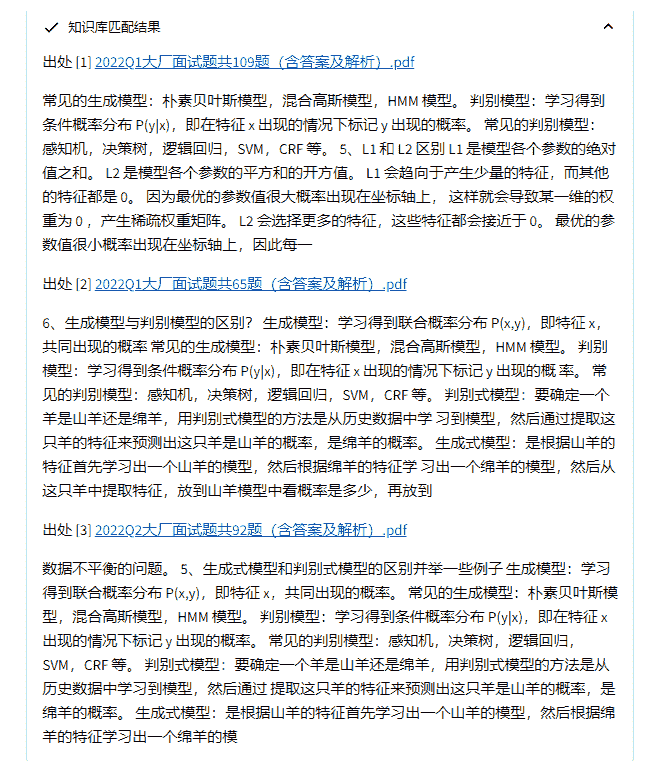 知识库匹配结果
出处 [1] 2022Q1大厂面试题共109题（含答案及解析）.pdf
常见的生成模型：朴素贝叶斯模型，混合高斯模型，HMM 模型。 判别模型：学习得到
条件概率分布 P(y|x)，即在特征 x 出现的情况下标记 y 出现的概率。 常见的判别模型：
感知机，决策树，逻辑回归，SVM，CRF 等。 5、L1 和 L2 区别 L1 是模型各个参数的绝对
值之和。 L2 是模型各个参数的平方和的开方值。 L1 会趋向于产生少量的特征，而其他
的特征都是 0。 因为最优的参数值很大概率出现在坐标轴上， 这样就会导致某一维的权
重为 0 ，产生稀疏权重矩阵。 L2 会选择更多的特征，这些特征都会接近于 0。 最优的参
数值很小概率出现在坐标轴上，因此每一
出处 [2] 2022Q1大厂面试题共65题（含答案及解析）.pdf
6、生成模型与判别模型的区别？ 生成模型：学习得到联合概率分布 P(x,y)，即特征 x，
共同出现的概率 常见的生成模型：朴素贝叶斯模型，混合高斯模型，HMM 模型。 判别
模型：学习得到条件概率分布 P(y|x)，即在特征 x 出现的情况下标记 y 出现的概 率。 常
见的判别模型：感知机，决策树，逻辑回归，SVM，CRF 等。 判别式模型：要确定一个
羊是山羊还是绵羊，用判别式模型的方法是从历史数据中学 习到模型，然后通过提取这
只羊的特征来预测出这只羊是山羊的概率，是绵羊的概率。 生成式模型：是根据山羊的
特征首先学习出一个山羊的模型，然后根据绵羊的特征学 习出一个绵羊的模型，然后从
这只羊中提取特征，放到山羊模型中看概率是多少，再放到
出处 [3] 2022Q2大厂面试题共92题（含答案及解析）.pdf
数据不平衡的问题。 5、生成式模型和判别式模型的区别并举一些例子 生成模型：学习
得到联合概率分布 P(x,y)，即特征 x，共同出现的概率。 常见的生成模型：朴素贝叶斯模
型，混合高斯模型，HMM 模型。 判别模型：学习得到条件概率分布 P(y|x)，即在特征 x
出现的情况下标记 y 出现的概率。 常见的判别模型：感知机，决策树，逻辑回归，
SVM，CRF 等。 判别式模型：要确定一个羊是山羊还是绵羊，用判别式模型的方法是从
历史数据中学习到模型，然后通过 提取这只羊的特征来预测出这只羊是山羊的概率，是
绵羊的概率。 生成式模型：是根据山羊的特征首先学习出一个山羊的模型，然后根据绵
羊的特征学习出一个绵羊的模